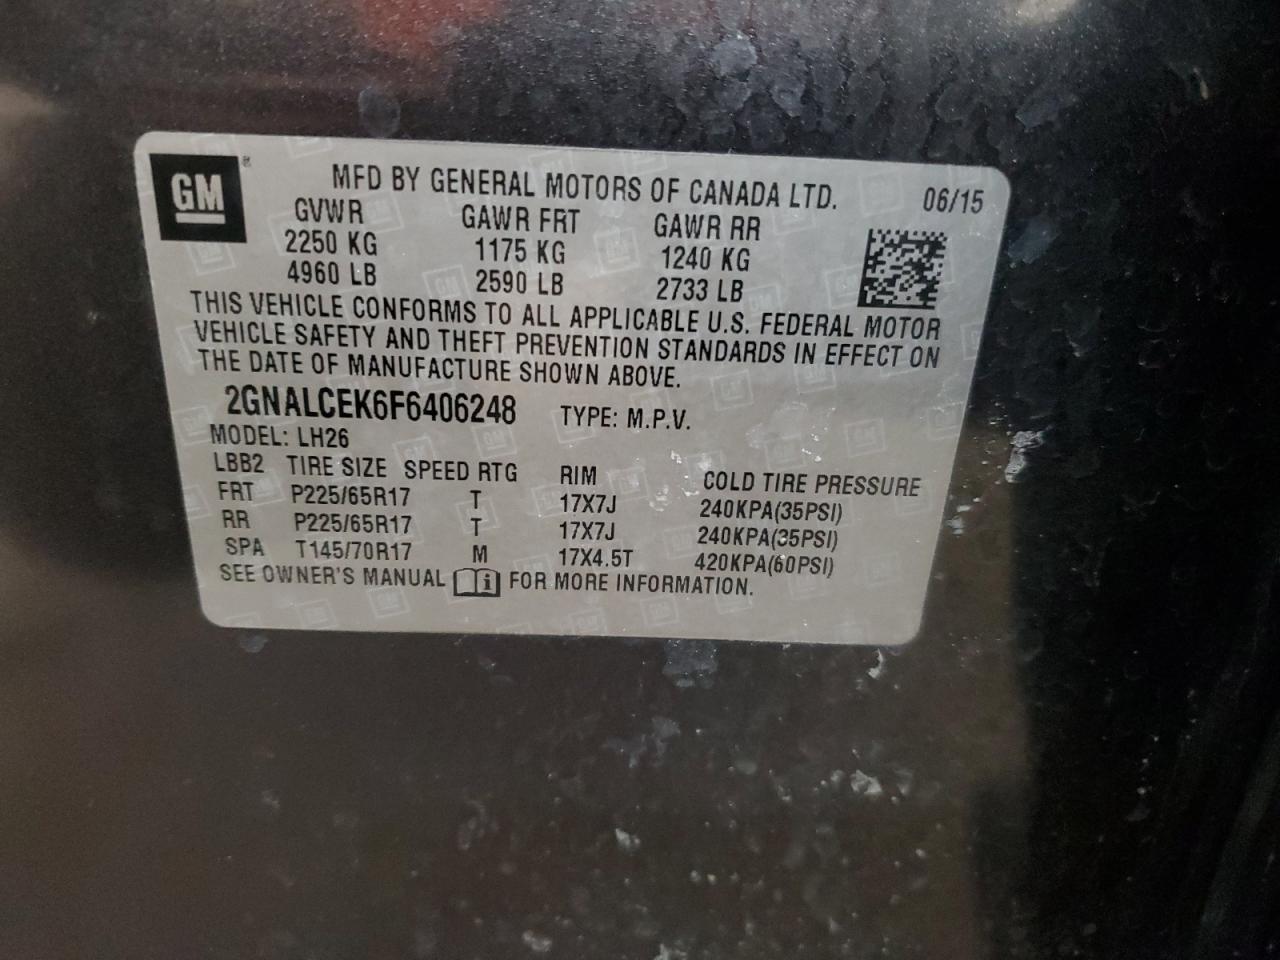 GM ®
MFD BY GENERAL MOTORS OF CANADA LTD. 06/15
GVWR GAWR FRT GAWR RR
2250 KG 1175 KG 1240 KG
4960 LB 2590 LB 2733 LB
THIS VEHICLE CONFORMS TO ALL APPLICABLE U.S. FEDERAL MOTOR
VEHICLE SAFETY AND THEFT PREVENTION STANDARDS IN EFFECT ON
THE DATE OF MANUFACTURE SHOWN ABOVE.
2GNALCEK6F6406248 TYPE: M.P.V.
MODEL: LH26
LBB2 TIRE SIZE SPEED RTG RIM COLD TIRE PRESSURE
FRT P225/65R17 T 17X7J 240KPA(35PSI)
RR P225/65R17 T 17X7J 240KPA(35PSI)
SPA T145/70R17 M 17X4.5T 420KPA(60PSI)
SEE OWNER'S MANUAL i FOR MORE INFORMATION.